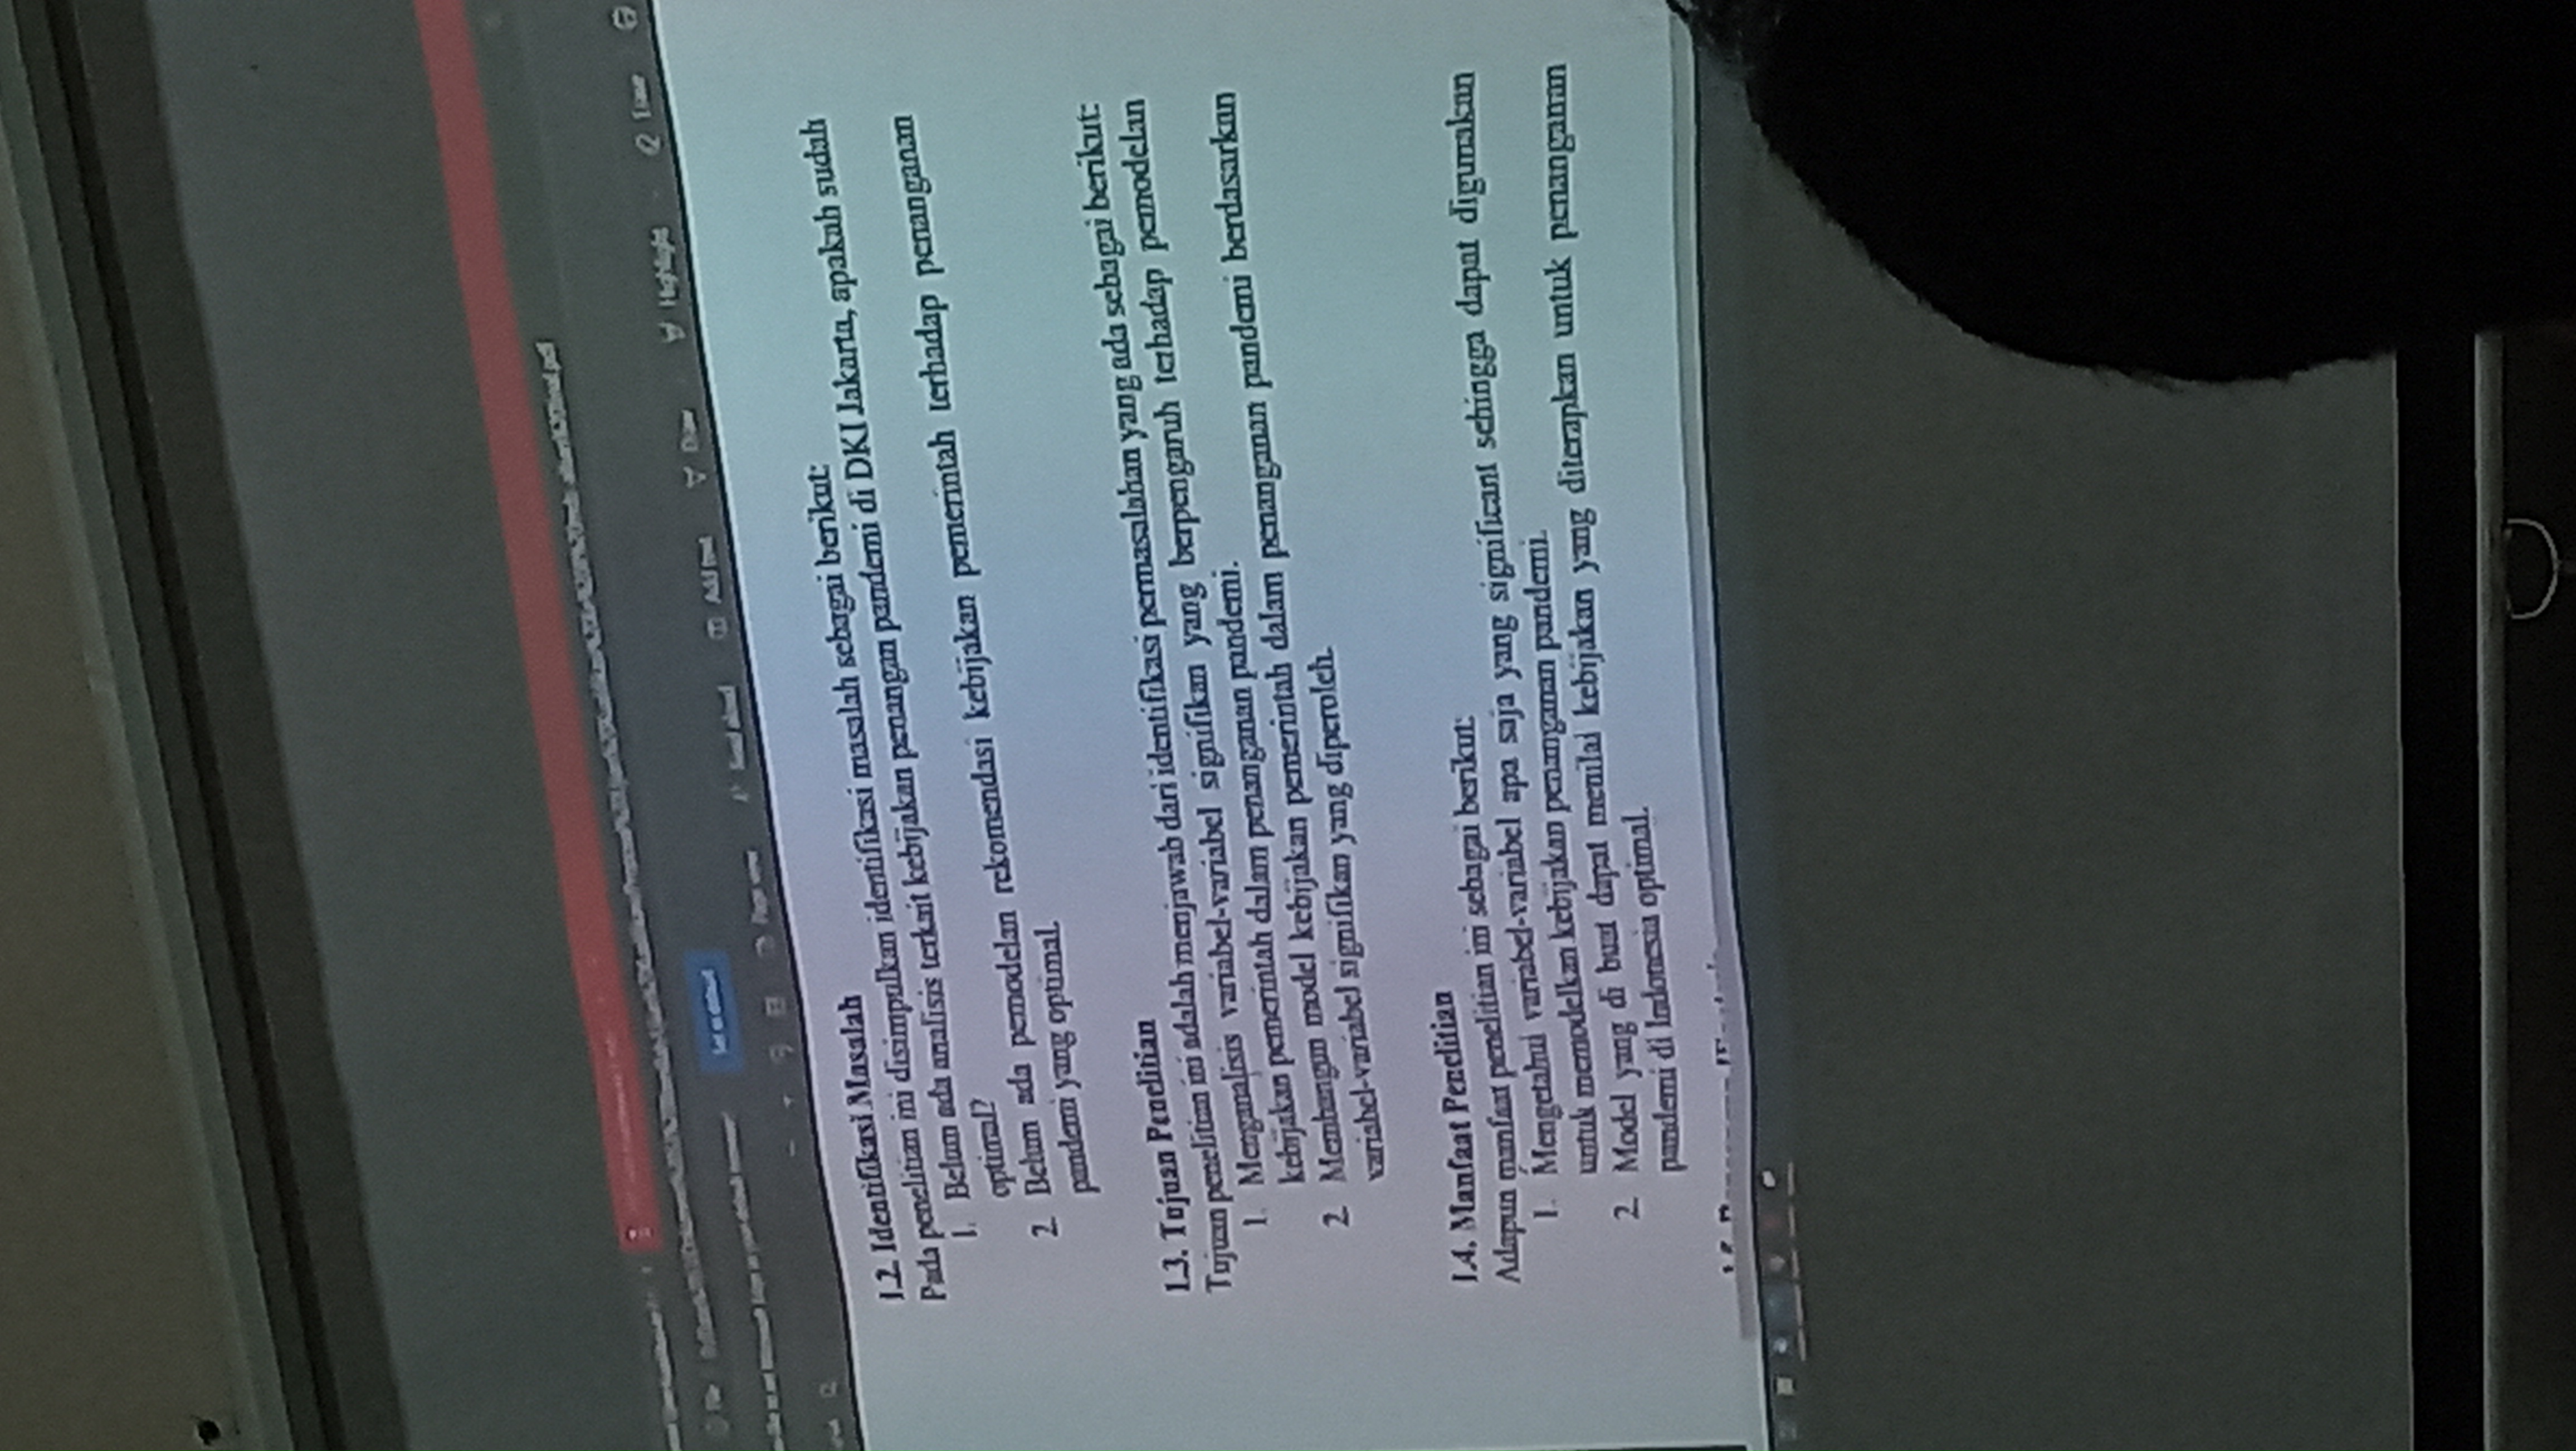 File
Set as default
Page view
Read aloud
Add text
Draw
Highlight
Erase
1.2. Identifikasi Masalah
Pada penelitian ini disimpulkan identifikasi masalah sebagai berikut:
1. Belum ada analisis terkait kebijakan penangan pandemi di DKI Jakarta, apakah sudah
optimal?
2. Belum ada pemodelan rekomendasi kebijakan pemerintah terhadap penanganan
pandemi yang optimal.
1.3. Tujuan Penelitian
Tujuan penelitian ini adalah menjawab dari identifikasi permasalahan yang ada sebagai berikut:
1. Menganalisis variabel-variabel signifikan yang berpengaruh terhadap pemodelan
kebijakan pemerintah dalam penanganan pandemi.
2. Membangun model kebijakan pemerintah dalam penanganan pandemi berdasarkan
variabel-variabel signifikan yang diperoleh.
1.4. Manfaat Penelitian
Adapun manfaat penelitian ini sebagai berikut:
1. Mengetahui variabel-variabel apa saja yang significant sehingga dapat digunakan
untuk memodelkan kebijakan penanganan pandemi.
2. Model yang di buat dapat menilai kebijakan yang diterapkan untuk penanganan
pandemi di Indonesia optimal.